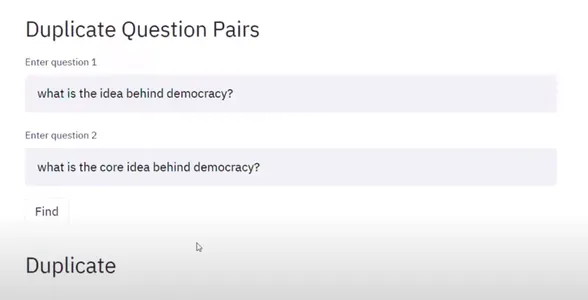 Duplicate Question Pairs
Enter question 1
what is the idea behind democracy?
Enter question 2
what is the core idea behind democracy?
Find
Duplicate